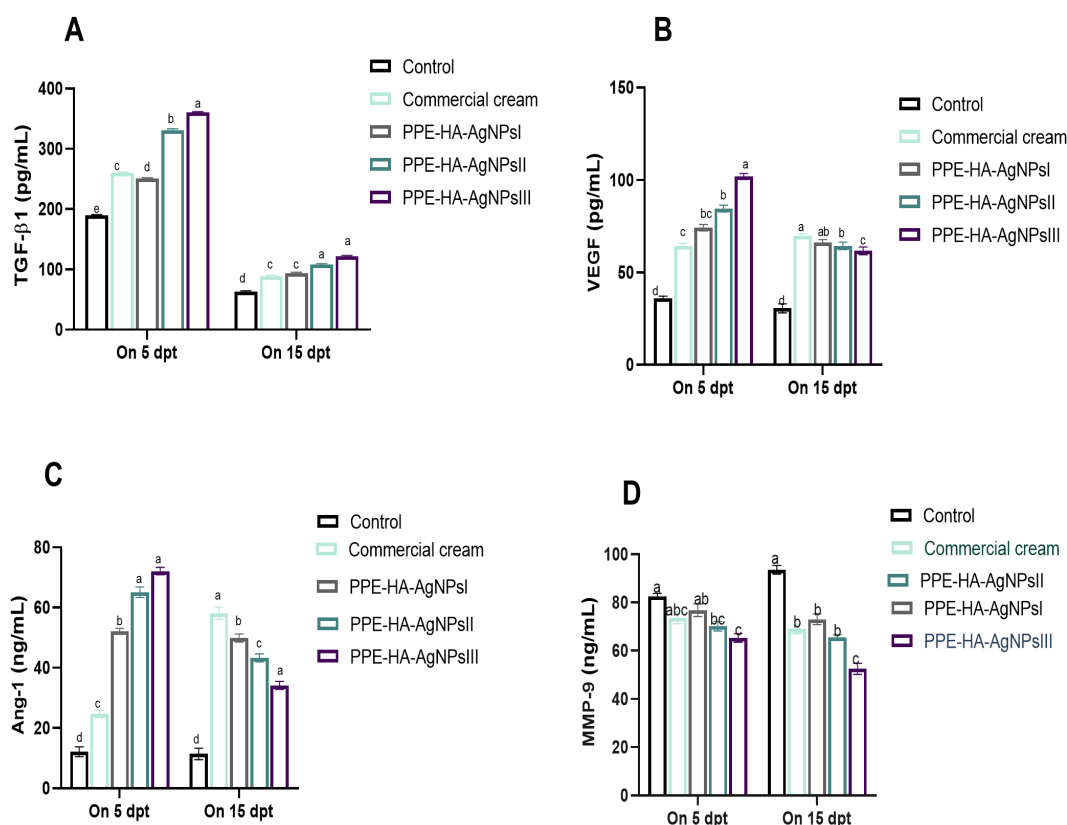 A
TGF-β1 (pg/mL)
400
300
200
100
0
e
c
d
b
a
d
c
c
a
a
On 5 dpt
On 15 dpt
Control
Commercial cream
PPE-HA-AgNPsI
PPE-HA-AgNPsII
PPE-HA-AgNPsIII
B
VEGF (pg/mL)
150
100
50
0
d
c
bc
b
a
d
a
ab
b
c
On 5 dpt
On 15 dpt
Control
Commercial cream
PPE-HA-AgNPsI
PPE-HA-AgNPsII
PPE-HA-AgNPsIII
C
Ang-1 (ng/mL)
80
60
40
20
0
d
c
b
a
a
d
a
b
c
a
On 5 dpt
On 15 dpt
Control
Commercial cream
PPE-HA-AgNPsI
PPE-HA-AgNPsII
PPE-HA-AgNPsIII
D
MMP-9 (ng/mL)
100
80
60
40
20
0
a
abc
ab
bc
c
a
b
b
b
c
On 5 dpt
On 15 dpt
Control
Commercial cream
PPE-HA-AgNPsII
PPE-HA-AgNPsI
PPE-HA-AgNPsIII